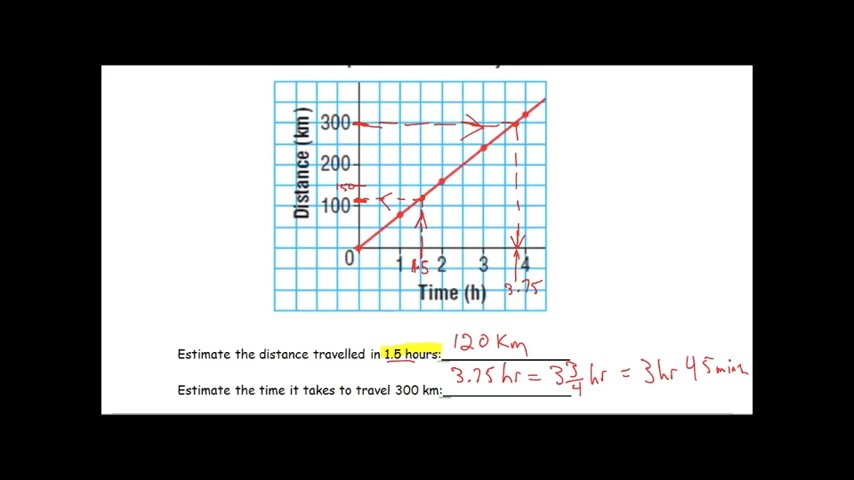 Distance (km)
300
200
150
100
0
1 1.5 2 3 4
3.75
Time (h)
120 Km
Estimate the distance travelled in 1.5 hours:
3.75 hr = 3 3/4 hr = 3 hr 45 min
Estimate the time it takes to travel 300 km: